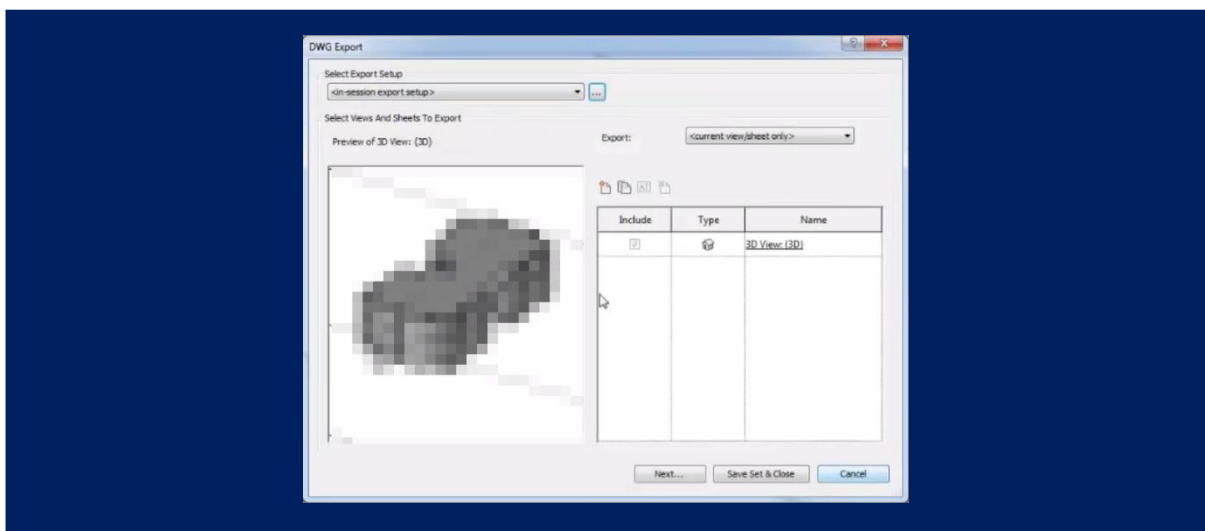 DWG Export
Select Export Setup
<in-session export setup>
...
Select Views And Sheets To Export
Preview of 3D View: {3D}
Export:
<current view/sheet only>
Include Type Name
3D View: {3D}
Next...
Save Set & Close
Cancel